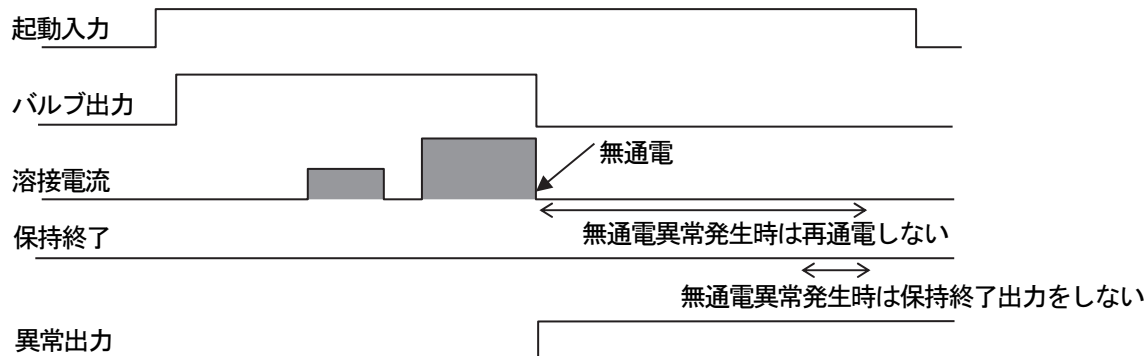 起動入力
バルブ出力
無通電
溶接電流
無通電異常発生時は再通電しない
保持終了
無通電異常発生時は保持終了出力をしない
異常出力